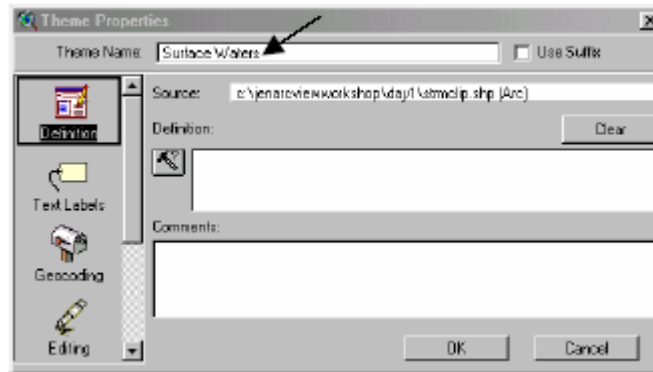 Theme Properties
Theme Name: Surface Waters Use Suffix
Source: c:\jenarcviewworkshop\day1\strmclip.shp (Arc)
Definition
Definition: Clear
Text Labels
Comments:
Geocoding
Editing
OK Cancel